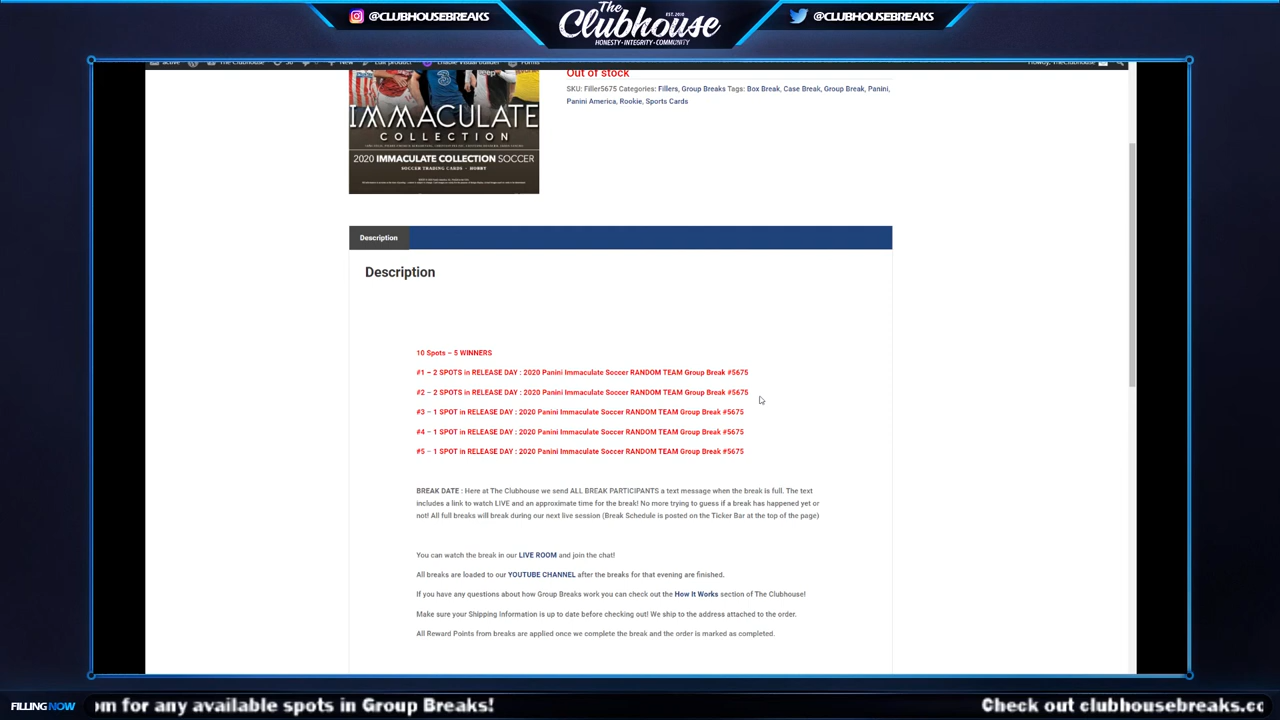 @CLUBHOUSEBREAKS
The
EST. 2010
Clubhouse
HONESTY-INTEGRITY-COMMUNITY
@CLUBHOUSEBREAKS
3
IMMACULATE
COLLECTION
2020 IMMACULATE COLLECTION SOCCER
SOCCER TRADING CARDS • HOBBY
Out of stock
SKU: Filler5675 Categories: Fillers, Group Breaks Tags: Box Break, Case Break, Group Break, Panini,
Panini America, Rookie, Sports Cards
Description
Description
10 Spots – 5 WINNERS
#1 – 2 SPOTS in RELEASE DAY : 2020 Panini Immaculate Soccer RANDOM TEAM Group Break #5675
#2 – 2 SPOTS in RELEASE DAY : 2020 Panini Immaculate Soccer RANDOM TEAM Group Break #5675
#3 – 1 SPOT in RELEASE DAY : 2020 Panini Immaculate Soccer RANDOM TEAM Group Break #5675
#4 – 1 SPOT in RELEASE DAY : 2020 Panini Immaculate Soccer RANDOM TEAM Group Break #5675
#5 – 1 SPOT in RELEASE DAY : 2020 Panini Immaculate Soccer RANDOM TEAM Group Break #5675
BREAK DATE : Here at The Clubhouse we send ALL BREAK PARTICIPANTS a text message when the break is full. The text
includes a link to watch LIVE and an approximate time for the break! No more trying to guess if a break has happened yet or
not! All full breaks will break during our next live session (Break Schedule is posted on the Ticker Bar at the top of the page)
You can watch the break in our LIVE ROOM and join the chat!
All breaks are loaded to our YOUTUBE CHANNEL after the breaks for that evening are finished.
If you have any questions about how Group Breaks work you can check out the How It Works section of The Clubhouse!
Make sure your Shipping Information is up to date before checking out! We ship to the address attached to the order.
All Reward Points from breaks are applied once we complete the break and the order is marked as completed.
FILLING NOW
om for any available spots in Group Breaks!
Check out clubhousebreaks.co